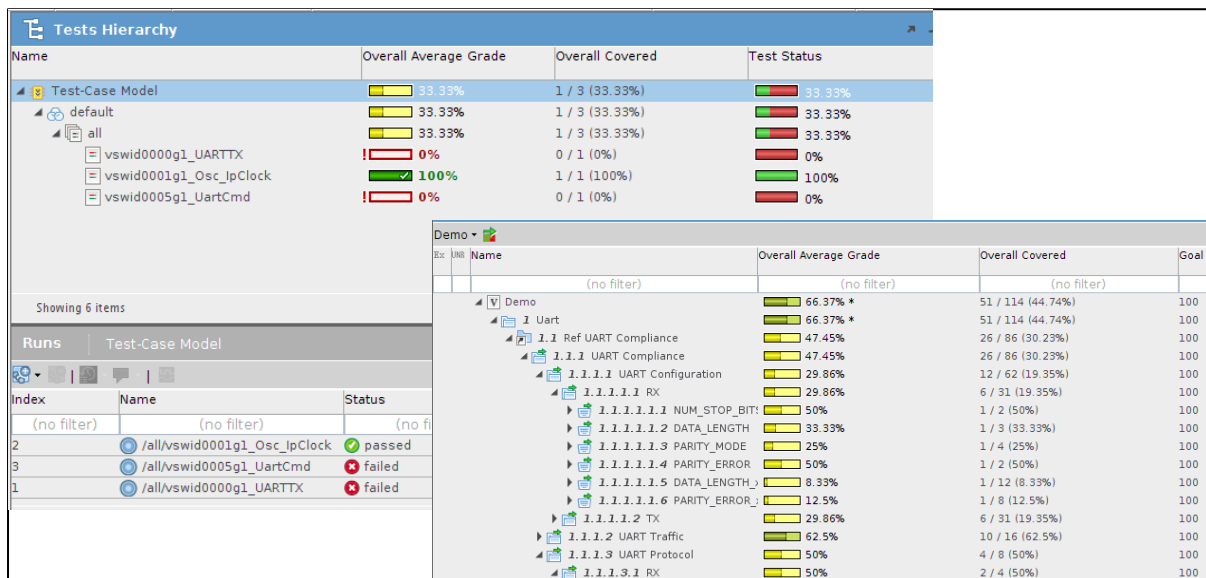 Tests Hierarchy
Name Overall Average Grade Overall Covered Test Status
Test-Case Model 33.33% 1 / 3 (33.33%) 33.33%
default 33.33% 1 / 3 (33.33%) 33.33%
all 33.33% 1 / 3 (33.33%) 33.33%
vswid0000g1_UARTTX 0% 0 / 1 (0%) 0%
vswid0001g1_Osc_IpClock 100% 1 / 1 (100%) 100%
vswid0005g1_UartCmd 0% 0 / 1 (0%) 0%
Showing 6 items
Runs Test-Case Model
Index Name Status
(no filter) (no filter) (no fi
2 /all/vswid0001g1_Osc_IpClock passed
3 /all/vswid0005g1_UartCmd failed
1 /all/vswid0000g1_UARTTX failed
Demo
Ex UNR Name Overall Average Grade Overall Covered Goal
(no filter) (no filter) (no filter)
Demo 66.37% * 51 / 114 (44.74%) 100
1 Uart 66.37% * 51 / 114 (44.74%) 100
1.1 Ref UART Compliance 47.45% 26 / 86 (30.23%) 100
1.1.1 UART Compliance 47.45% 26 / 86 (30.23%) 100
1.1.1.1 UART Configuration 29.86% 12 / 62 (19.35%) 100
1.1.1.1.1 RX 29.86% 6 / 31 (19.35%) 100
1.1.1.1.1.1 NUM_STOP_BIT 50% 1 / 2 (50%) 100
1.1.1.1.1.2 DATA_LENGTH 33.33% 1 / 3 (33.33%) 100
1.1.1.1.1.3 PARITY_MODE 25% 1 / 4 (25%) 100
1.1.1.1.1.4 PARITY_ERROR 50% 1 / 2 (50%) 100
1.1.1.1.1.5 DATA_LENGTH_ 8.33% 1 / 12 (8.33%) 100
1.1.1.1.1.6 PARITY_ERROR_ 12.5% 1 / 8 (12.5%) 100
1.1.1.1.2 TX 29.86% 6 / 31 (19.35%) 100
1.1.1.2 UART Traffic 62.5% 10 / 16 (62.5%) 100
1.1.1.3 UART Protocol 50% 4 / 8 (50%) 100
1.1.1.3.1 RX 50% 2 / 4 (50%) 100